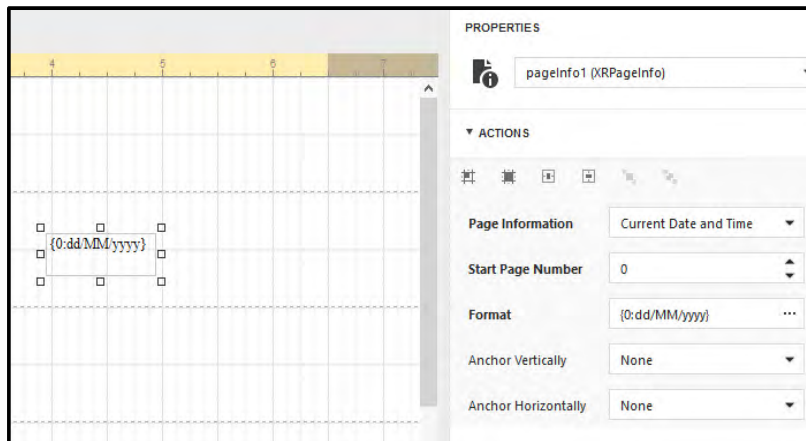 PROPERTIES
4 5 6 7
pageInfo1 (XRPageInfo)
ACTIONS
{0:dd/MM/yyyy}
Page Information Current Date and Time
Start Page Number 0
Format {0:dd/MM/yyyy} ...
Anchor Vertically None
Anchor Horizontally None